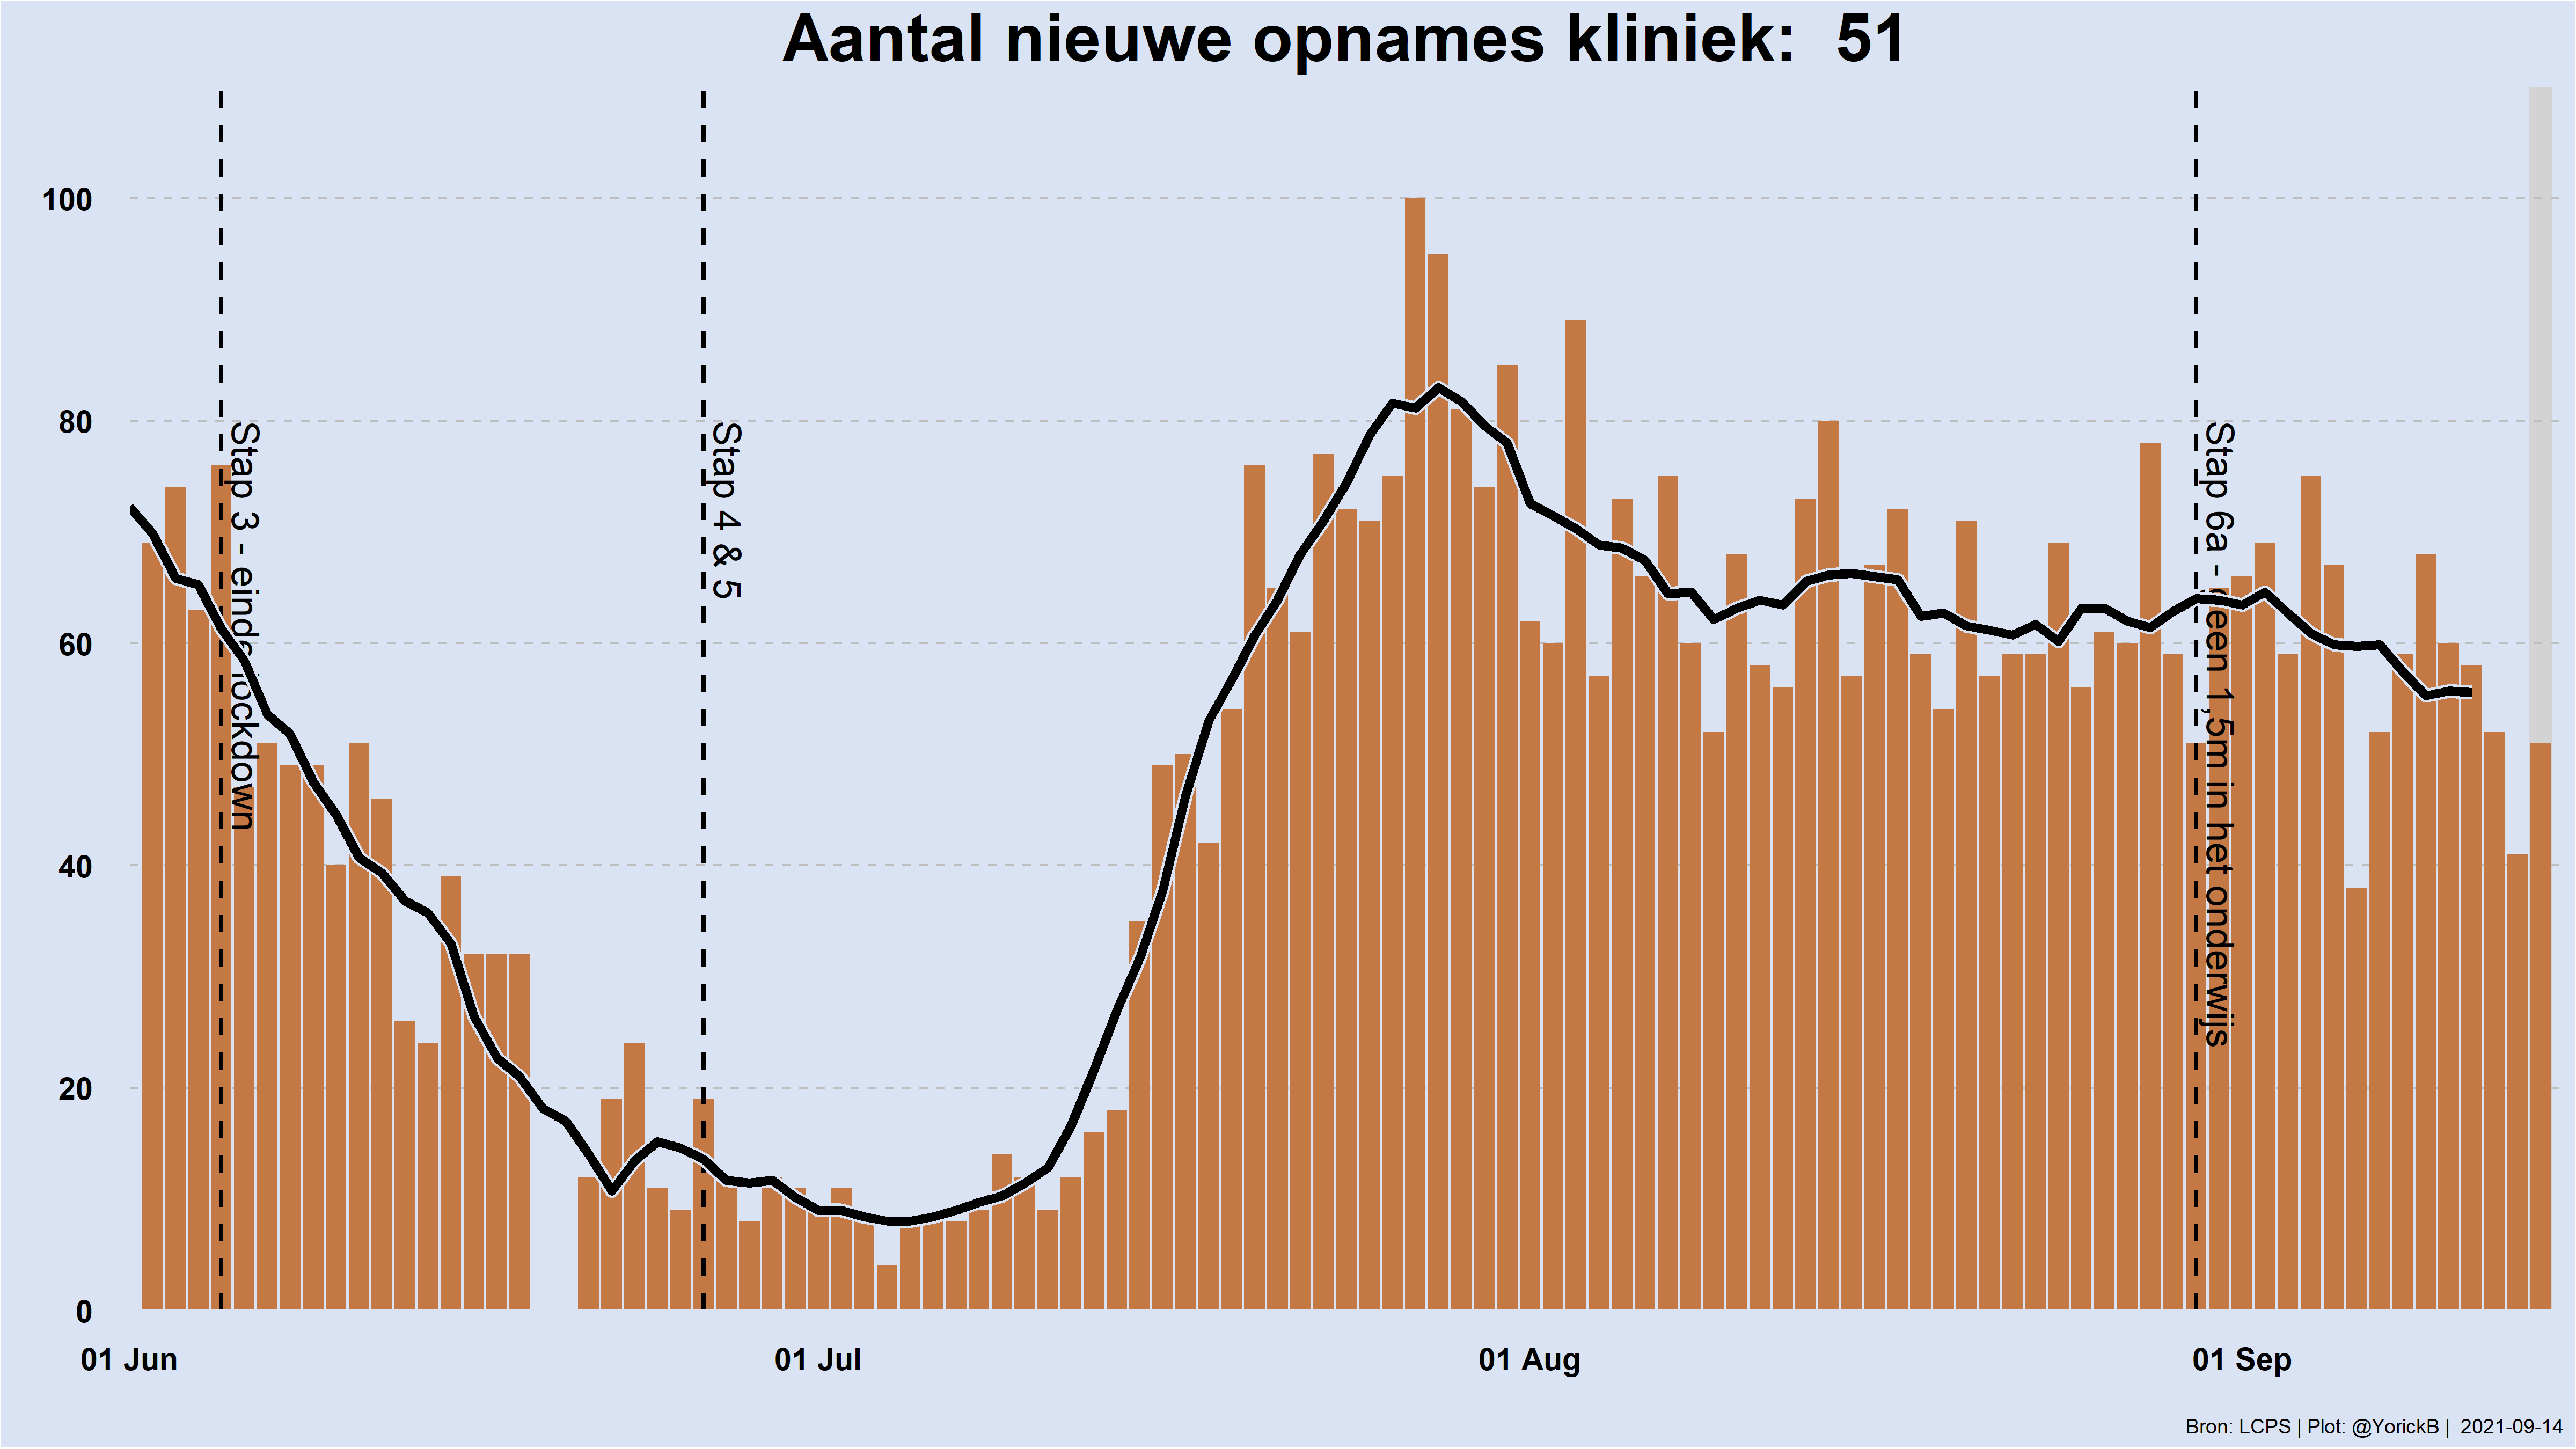 Aantal nieuwe opnames kliniek: 51
100
80
60
40
20
0
Stap 3 - einde lockdown
Stap 4 & 5
Stap 6a - geen 1,5m in het onderwijs
01 Jun
01 Jul
01 Aug
01 Sep
Bron: LCPS | Plot: @YorickB | 2021-09-14